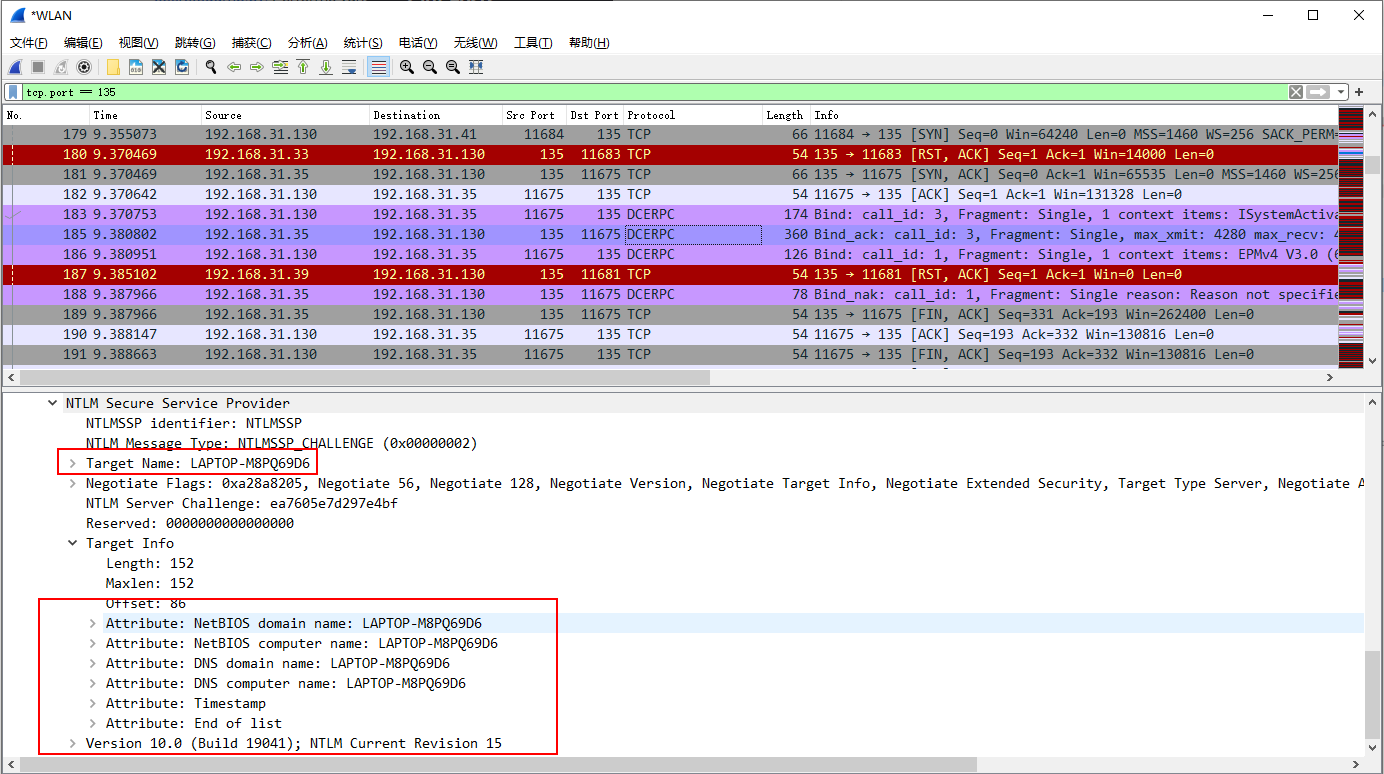 *WLAN
文件(F) 编辑(E) 视图(V) 跳转(G) 捕获(C) 分析(A) 统计(S) 电话(Y) 无线(W) 工具(T) 帮助(H)
tcp.port == 135
No. Time Source Destination Src Port Dst Port Protocol Length Info
179 9.355073 192.168.31.130 192.168.31.41 11684 135 TCP 66 11684 → 135 [SYN] Seq=0 Win=64240 Len=0 MSS=1460 WS=256 SACK_PERM=
180 9.370469 192.168.31.33 192.168.31.130 135 11683 TCP 54 135 → 11683 [RST, ACK] Seq=1 Ack=1 Win=14000 Len=0
181 9.370469 192.168.31.35 192.168.31.130 135 11675 TCP 66 135 → 11675 [SYN, ACK] Seq=0 Ack=1 Win=65535 Len=0 MSS=1460 WS=256
182 9.370642 192.168.31.130 192.168.31.35 11675 135 TCP 54 11675 → 135 [ACK] Seq=1 Ack=1 Win=131328 Len=0
183 9.370753 192.168.31.130 192.168.31.35 11675 135 DCERPC 174 Bind: call_id: 3, Fragment: Single, 1 context items: ISystemActiva
185 9.380802 192.168.31.35 192.168.31.130 135 11675 DCERPC 360 Bind_ack: call_id: 3, Fragment: Single, max_xmit: 4280 max_recv: 4
186 9.380951 192.168.31.130 192.168.31.35 11675 135 DCERPC 126 Bind: call_id: 1, Fragment: Single, 1 context items: EPMv4 V3.0 (
187 9.385102 192.168.31.39 192.168.31.130 135 11681 TCP 54 135 → 11681 [RST, ACK] Seq=1 Ack=1 Win=0 Len=0
188 9.387966 192.168.31.35 192.168.31.130 135 11675 DCERPC 78 Bind_nak: call_id: 1, Fragment: Single reason: Reason not specifie
189 9.387966 192.168.31.35 192.168.31.130 135 11675 TCP 54 135 → 11675 [FIN, ACK] Seq=331 Ack=193 Win=262400 Len=0
190 9.388147 192.168.31.130 192.168.31.35 11675 135 TCP 54 11675 → 135 [ACK] Seq=193 Ack=332 Win=130816 Len=0
191 9.388663 192.168.31.130 192.168.31.35 11675 135 TCP 54 11675 → 135 [FIN, ACK] Seq=193 Ack=332 Win=130816 Len=0
NTLM Secure Service Provider
NTLMSSP identifier: NTLMSSP
NTLM Message Type: NTLMSSP_CHALLENGE (0x00000002)
Target Name: LAPTOP-M8PQ69D6
Negotiate Flags: 0xa28a8205, Negotiate 56, Negotiate 128, Negotiate Version, Negotiate Target Info, Negotiate Extended Security, Target Type Server, Negotiate A
NTLM Server Challenge: ea7605e7d297e4bf
Reserved: 0000000000000000
Target Info
Length: 152
Maxlen: 152
Offset: 86
Attribute: NetBIOS domain name: LAPTOP-M8PQ69D6
Attribute: NetBIOS computer name: LAPTOP-M8PQ69D6
Attribute: DNS domain name: LAPTOP-M8PQ69D6
Attribute: DNS computer name: LAPTOP-M8PQ69D6
Attribute: Timestamp
Attribute: End of list
Version 10.0 (Build 19041); NTLM Current Revision 15